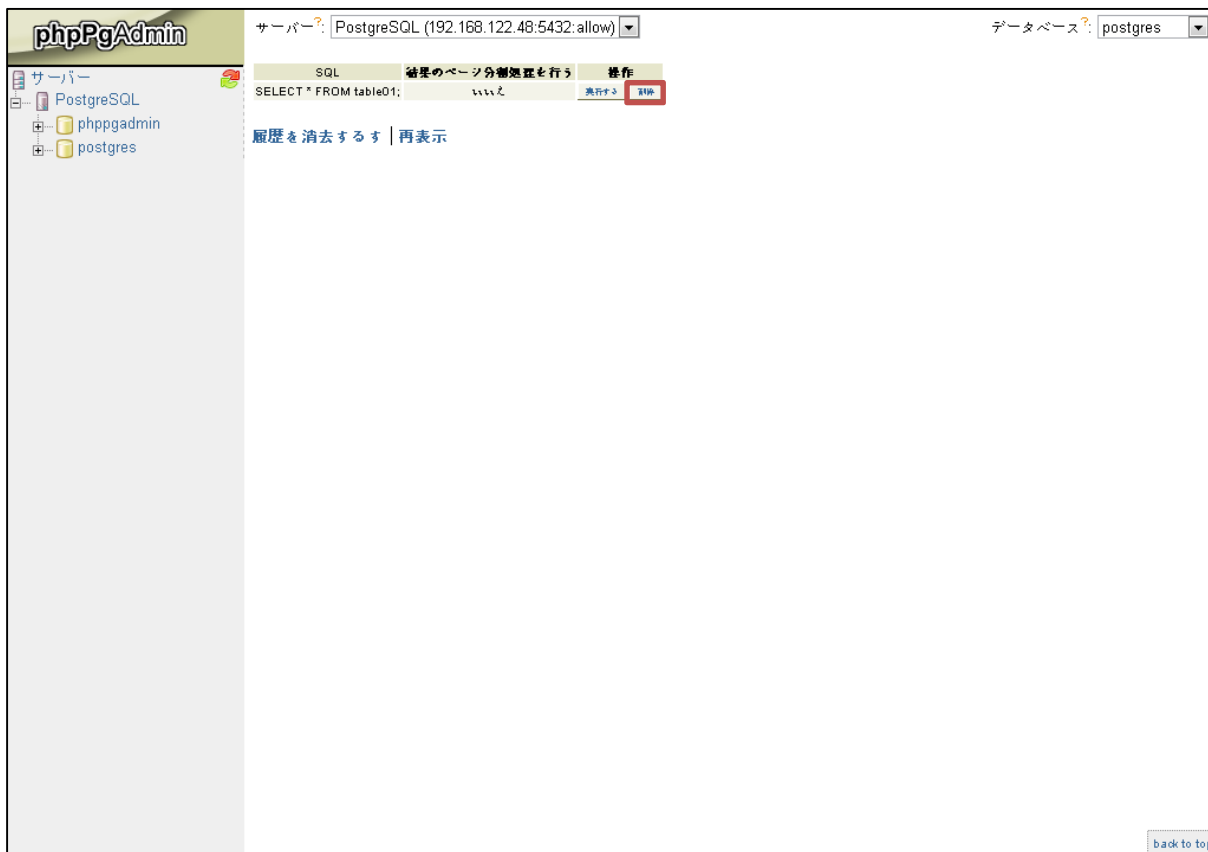 phpPgAdmin
サーバー
PostgreSQL
phppgadmin
postgres
サーバー?: PostgreSQL (192.168.122.48:5432:allow)
データベース?: postgres
SQL 結果のページ分割処理を行う 操作
SELECT * FROM table01; いいえ 実行する 削除
履歴を消去するす | 再表示
back to top